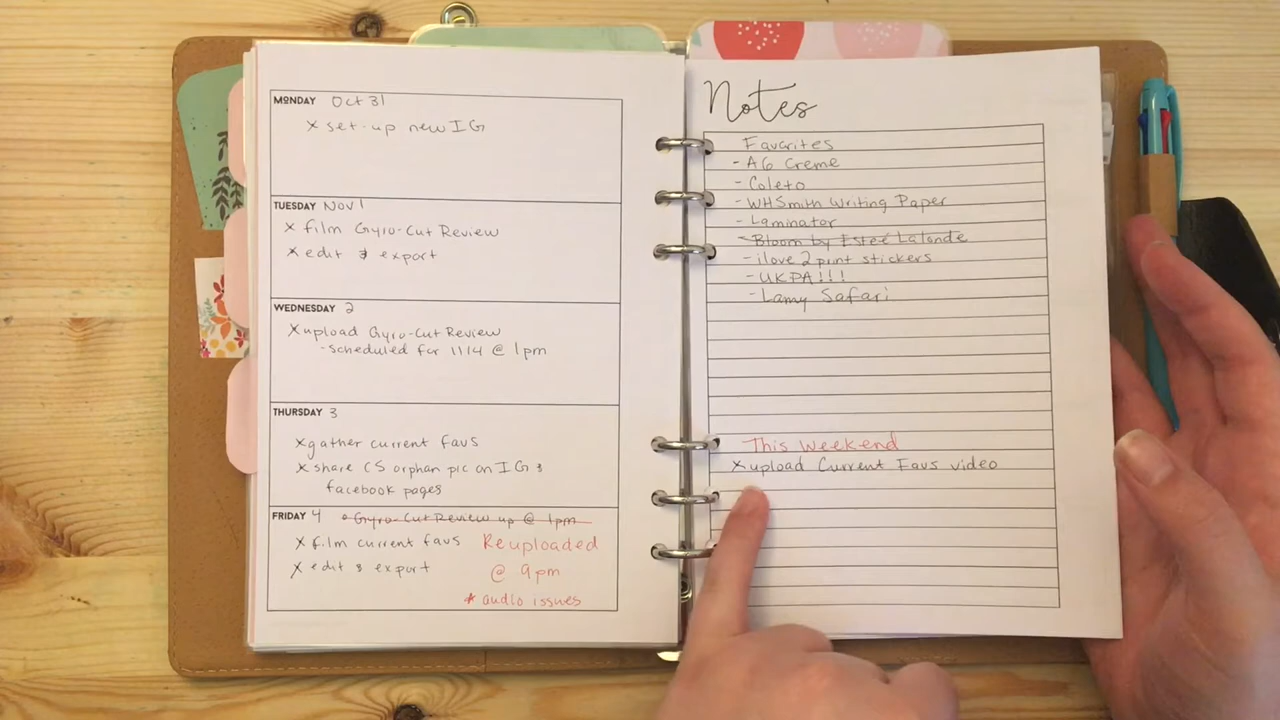 MONDAY Oct 31
x set-up new IG
TUESDAY Nov 1
x film Gyro-Cut Review
x edit & export
WEDNESDAY 2
x upload Gyro-Cut Review
- scheduled for 11/4 @ 1pm
THURSDAY 3
x gather current favs
x share CS orphan pic on IG &
facebook pages
FRIDAY 4 • Gyro-Cut Review up @ 1pm
x film current favs
x edit & export
Reuploaded
@ 9pm
* audio issues
Notes
Favorites
- A6 Creme
- Coleto
- WHSmith Writing Paper
- Laminator
- Bloom by Estée Lalonde
- ilove2print stickers
- UKPA!!!
- Lamy Safari
This Weekend
x upload Current Favs video